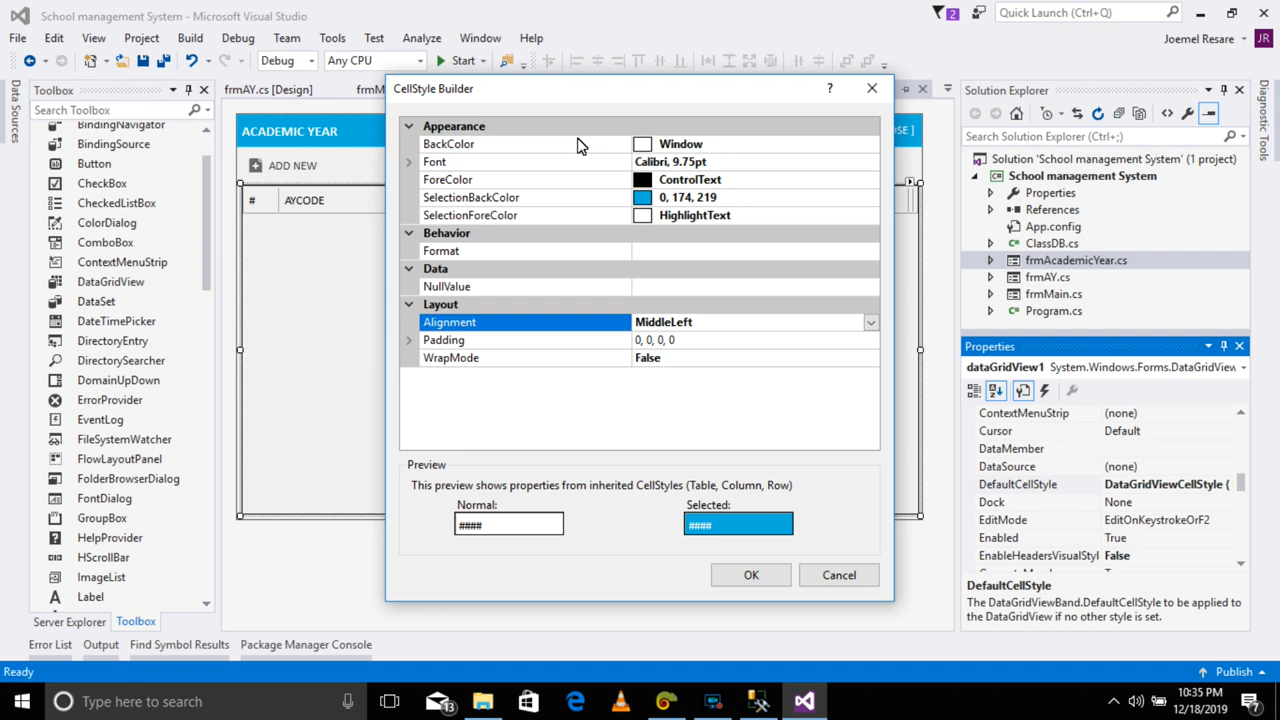 School management System - Microsoft Visual Studio
2
Quick Launch (Ctrl+Q)
File Edit View Project Build Debug Team Tools Test Analyze Window Help
Joemel Resare JR
Debug Any CPU Start
Data Sources
Toolbox
Search Toolbox
BindingNavigator
BindingSource
Button
CheckBox
CheckedListBox
ColorDialog
ComboBox
ContextMenuStrip
DataGridView
DataSet
DateTimePicker
DirectoryEntry
DirectorySearcher
DomainUpDown
ErrorProvider
EventLog
FileSystemWatcher
FlowLayoutPanel
FolderBrowserDialog
FontDialog
GroupBox
HelpProvider
HScrollBar
ImageList
Label
Server Explorer Toolbox
frmAY.cs [Design]
ACADEMIC YEAR
ADD NEW
# AYCODE
CellStyle Builder
?
Appearance
BackColor Window
Font Calibri, 9.75pt
ForeColor ControlText
SelectionBackColor 0, 174, 219
SelectionForeColor HighlightText
Behavior
Format
Data
NullValue
Layout
Alignment MiddleLeft
Padding 0, 0, 0, 0
WrapMode False
Preview
This preview shows properties from inherited CellStyles (Table, Column, Row)
Normal: Selected:
#### ####
OK Cancel
Solution Explorer
Search Solution Explorer (Ctrl+;)
Solution 'School management System' (1 project)
School management System
Properties
References
App.config
ClassDB.cs
frmAcademicYear.cs
frmAY.cs
frmMain.cs
Program.cs
Diagnostic Tools
Properties
dataGridView1 System.Windows.Forms.DataGridView
ContextMenuStrip (none)
Cursor Default
DataMember
DataSource (none)
DefaultCellStyle DataGridViewCellStyle {
Dock None
EditMode EditOnKeystrokeOrF2
Enabled True
EnableHeadersVisualStyl False
DefaultCellStyle
The DataGridViewBand.DefaultCellStyle to be applied to
the DataGridView if no other style is set.
Error List Output Find Symbol Results Package Manager Console
Ready Publish
Type here to search
13
10:35 PM
12/18/2019
7